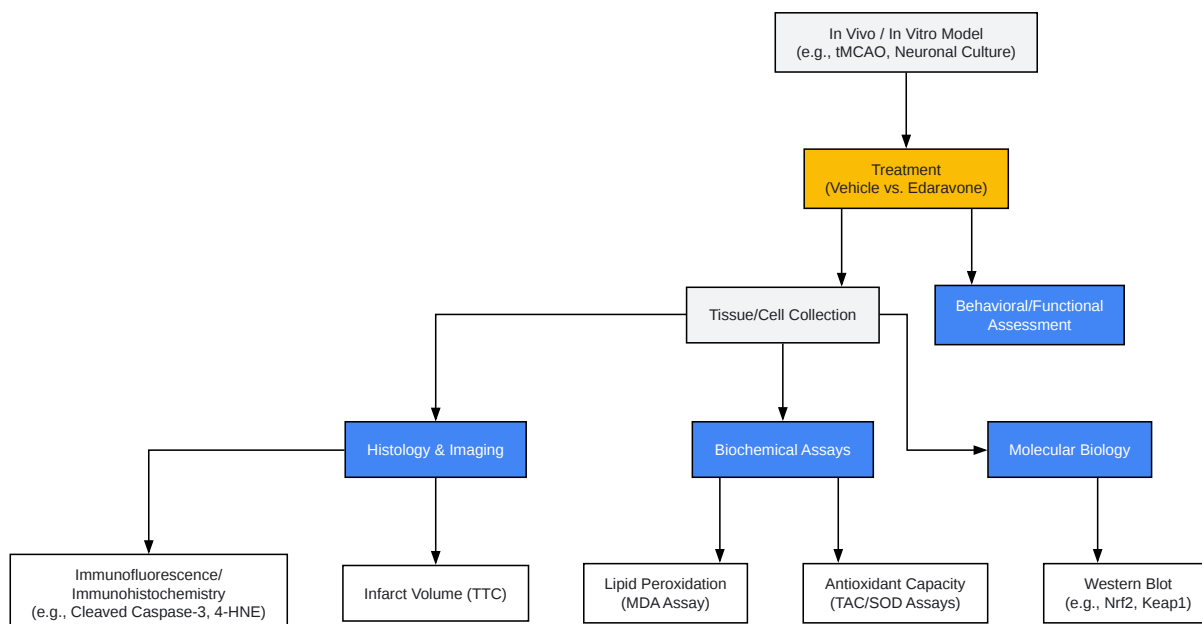 In Vivo / In Vitro Model
(e.g., tMCAO, Neuronal Culture)
Treatment
(Vehicle vs. Edaravone)
Tissue/Cell Collection
Behavioral/Functional
Assessment
Histology & Imaging
Biochemical Assays
Molecular Biology
Immunofluorescence/
Immunohistochemistry
(e.g., Cleaved Caspase-3, 4-HNE)
Infarct Volume (TTC)
Lipid Peroxidation
(MDA Assay)
Antioxidant Capacity
(TAC/SOD Assays)
Western Blot
(e.g., Nrf2, Keap1)